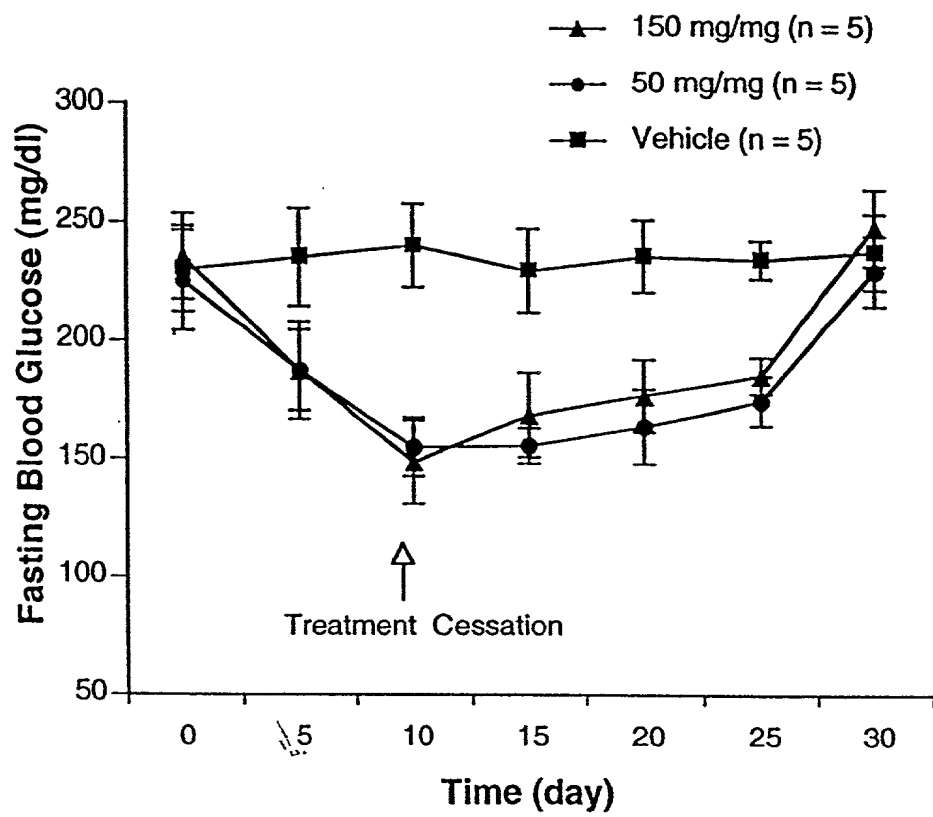 150 mg/mg (n = 5)
50 mg/mg (n = 5)
Vehicle (n = 5)
Fasting Blood Glucose (mg/dl)
300
250
200
150
100
50
Treatment Cessation
0 5 10 15 20 25 30
Time (day)